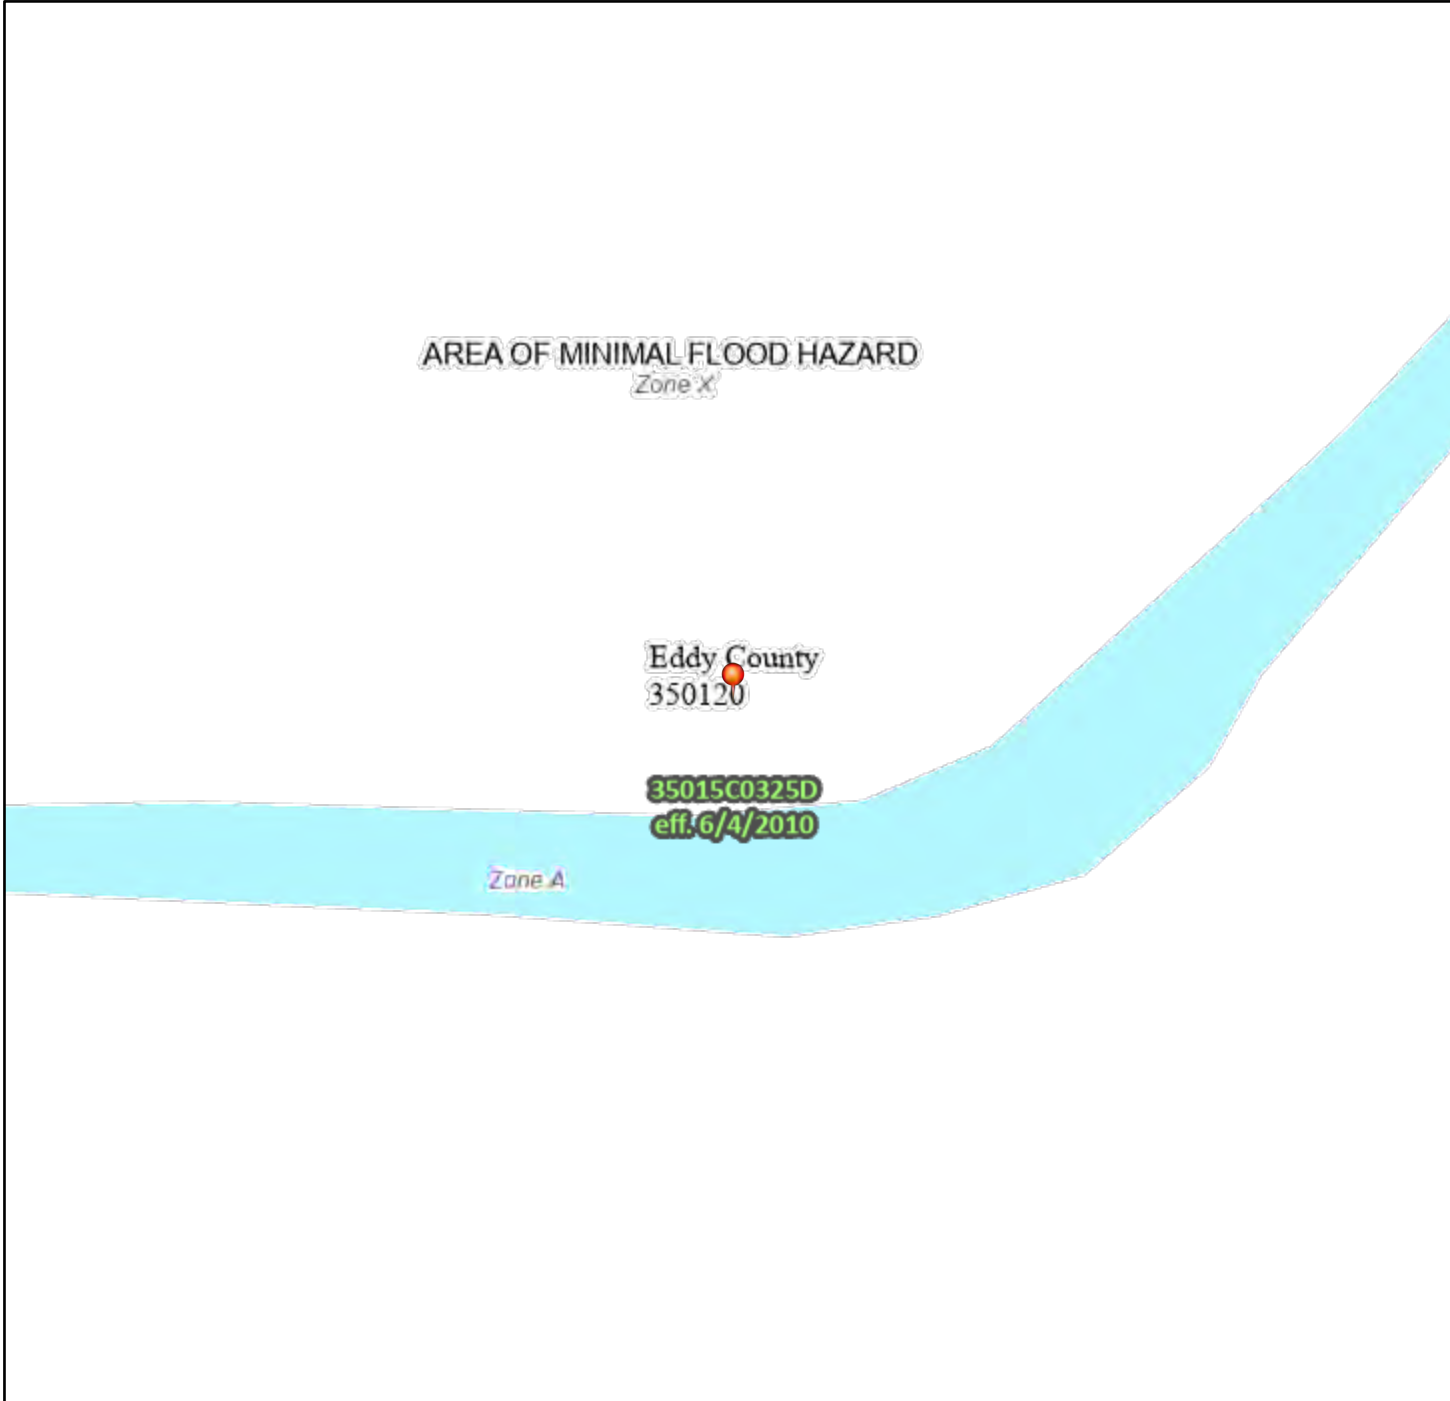 AREA OF MINIMAL FLOOD HAZARD
Zone X
Eddy County
350120
35015C0325D
eff. 6/4/2010
Zone A